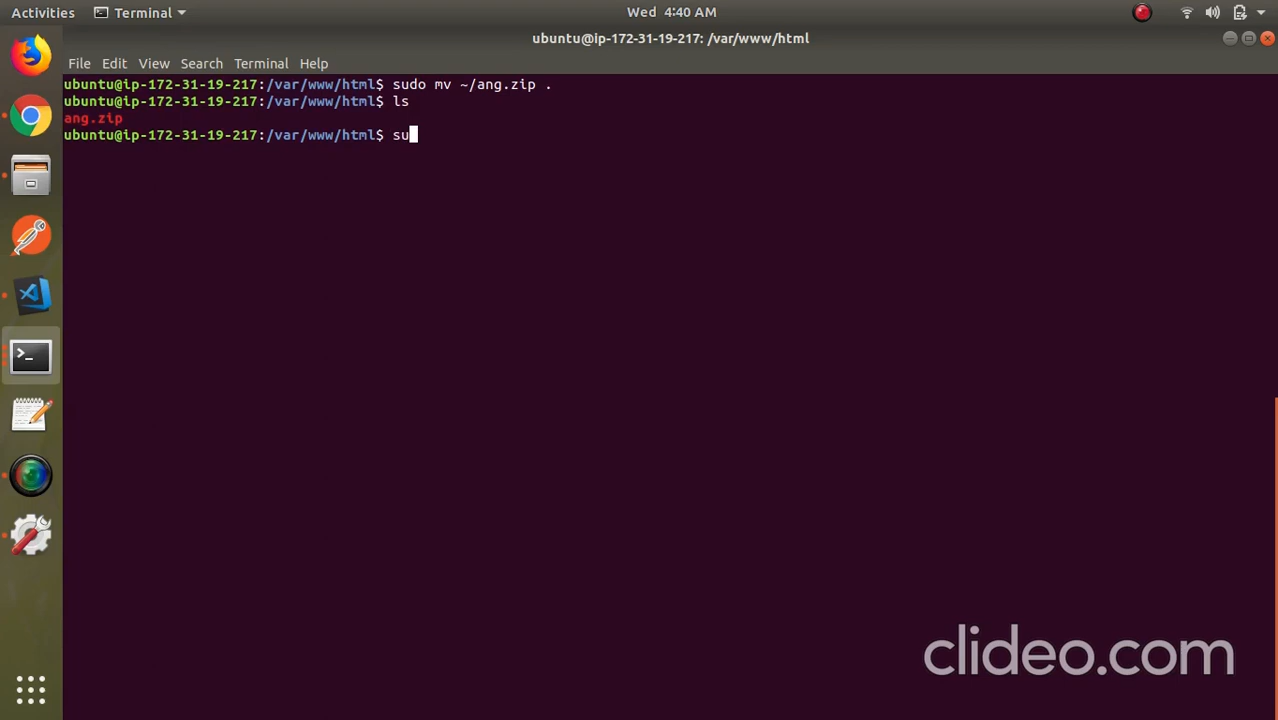 Activities Terminal Wed 4:40 AM
ubuntu@ip-172-31-19-217: /var/www/html
File Edit View Search Terminal Help
ubuntu@ip-172-31-19-217:/var/www/html$ sudo mv ~/ang.zip .
ubuntu@ip-172-31-19-217:/var/www/html$ ls
ang.zip
ubuntu@ip-172-31-19-217:/var/www/html$ su
clideo.com